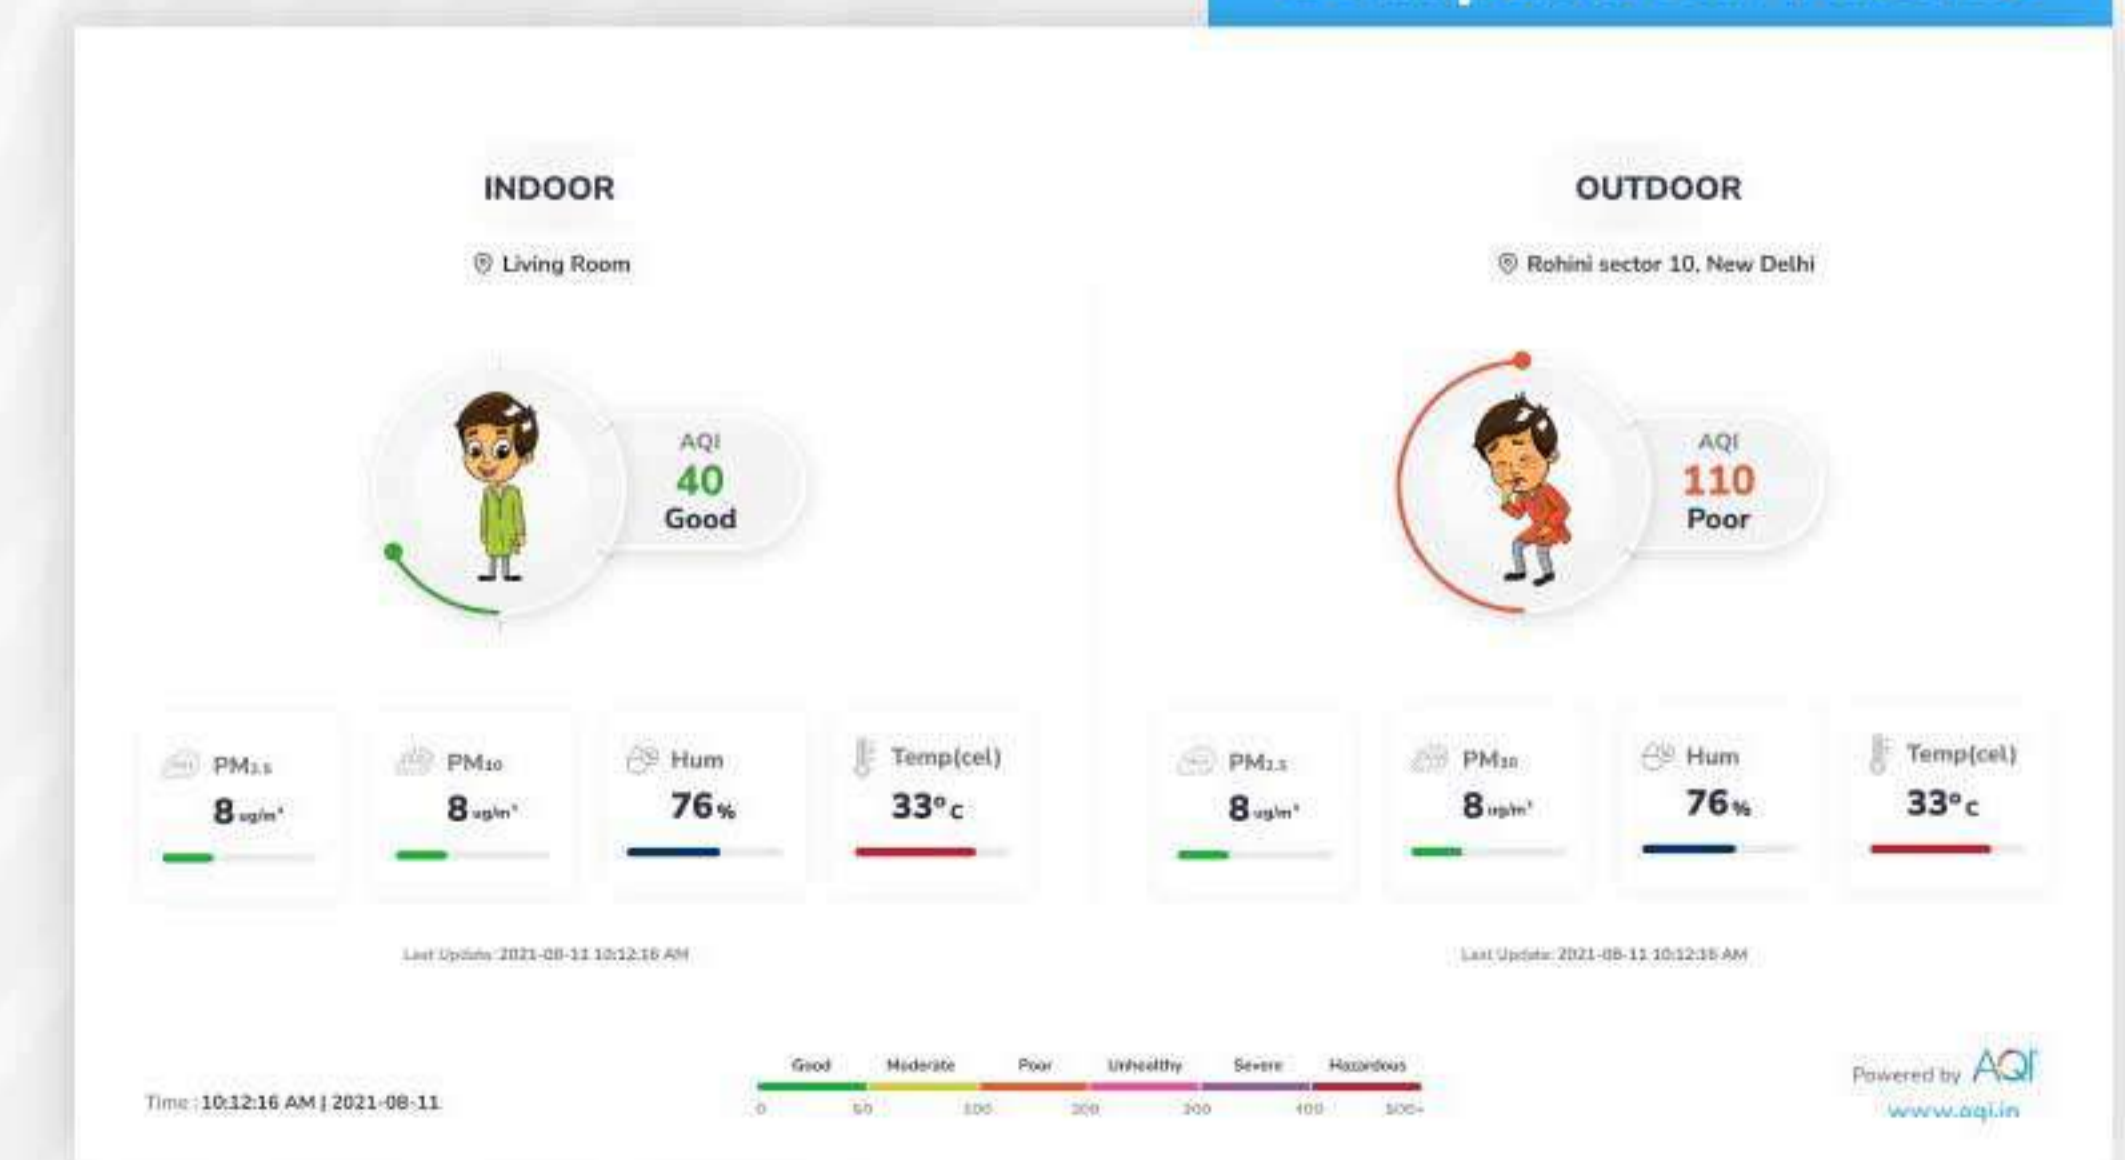 INDOOR
Living Room
AQI
40
Good
PM2.5
8 ug/m³
PM10
8 ug/m³
Hum
76 %
Temp(cel)
33° c
Last Update: 2021-08-11 10:12:16 AM
OUTDOOR
Rohini sector 10, New Delhi
AQI
110
Poor
PM2.5
8 ug/m³
PM10
8 ug/m³
Hum
76 %
Temp(cel)
33° c
Last Update: 2021-08-11 10:12:16 AM
Time : 10:12:16 AM | 2021-08-11
Good Moderate Poor Unhealthy Severe Hazardous
0 50 100 200 300 400 500+
Powered by AQI
www.aqi.in